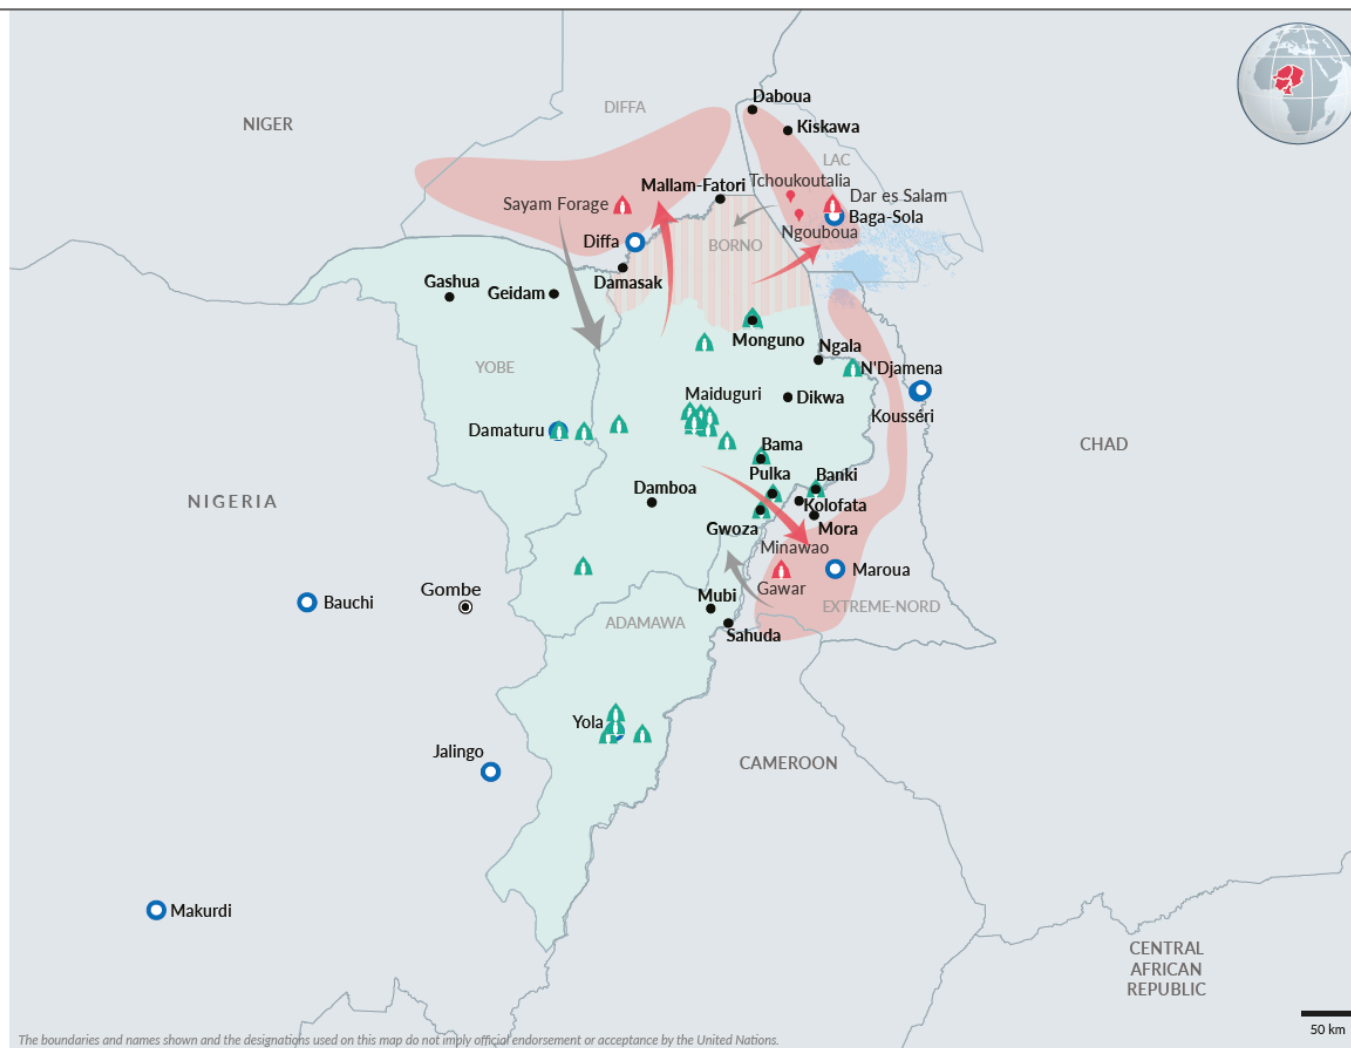 Daboua
DIFFA
NIGER
Kiskawa
LAC
Tchoukoutalia
Mallam-Fatori
Dar es Salam
Sayam Forage
Baga-Sola
Ngouboua
Diffa
BORNO
Damasak
Gashua
Geidam
Monguno
Ngala
YOBE
N'Djamena
Maiduguri
Dikwa
Kousséri
Damaturu
CHAD
Bama
Pulka
Banki
Damboa
NIGERIA
Kolofata
Gwoza
Mora
Minawao
Maroua
Gombe
Gawar
Mubi
Bauchi
EXTREME-NORD
ADAMAWA
Sahuda
Yola
Jalingo
CAMEROON
Makurdi
CENTRAL
AFRICAN
REPUBLIC
50 km
The boundaries and names shown and the designations used on this map do not imply official endorsement or acceptance by the United Nations.